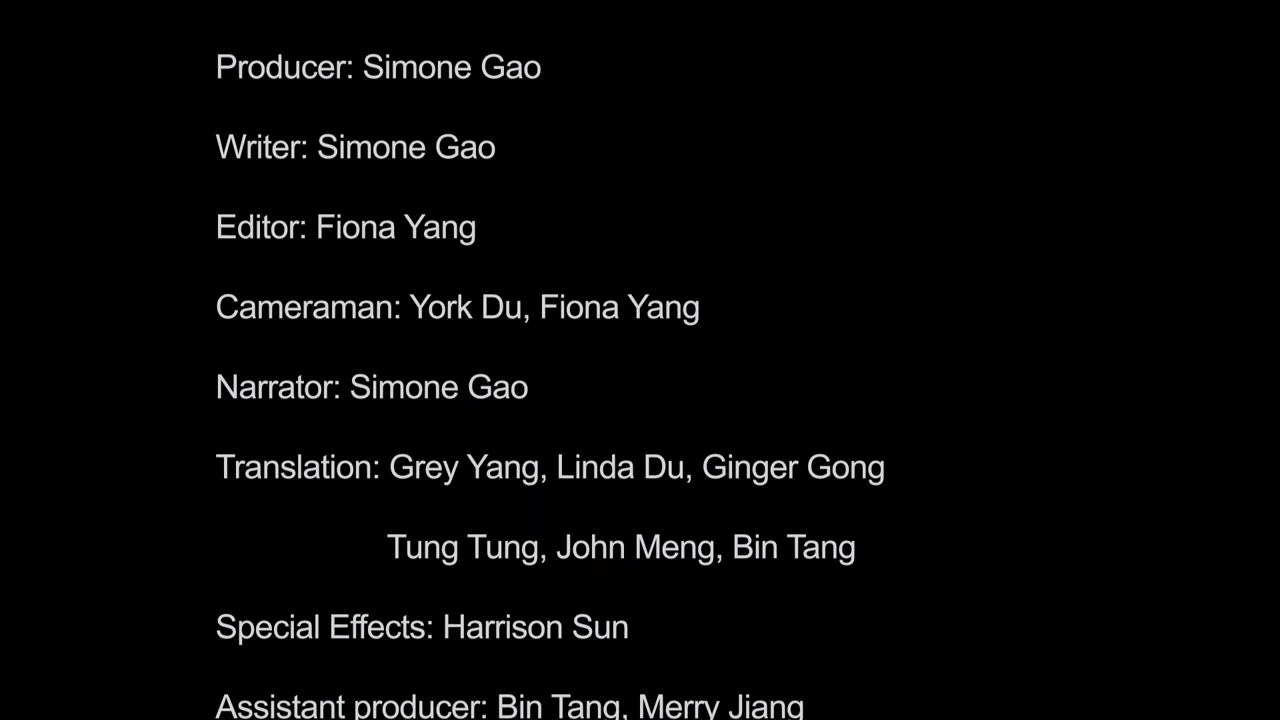 Producer: Simone Gao
Writer: Simone Gao
Editor: Fiona Yang
Cameraman: York Du, Fiona Yang
Narrator: Simone Gao
Translation: Grey Yang, Linda Du, Ginger Gong
Tung Tung, John Meng, Bin Tang
Special Effects: Harrison Sun
Assistant producer: Bin Tang, Merry Jiang